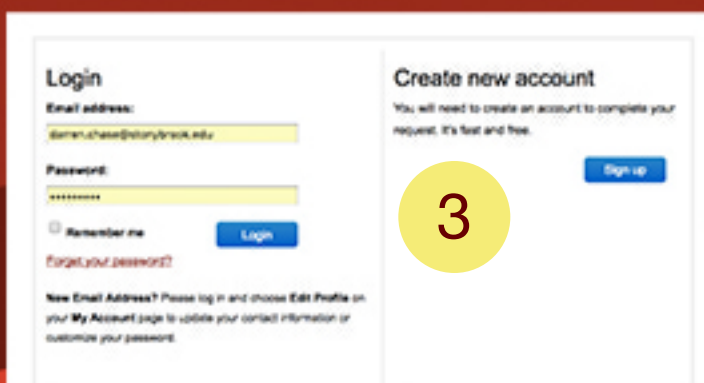 Login
Email address:
darren.chase@stonybrook.edu
Password:
•••••••••
Remember me
Login
Forget your password?
New Email Address? Please log in and choose Edit Profile on
your My Account page to update your contact information or
customize your password.
Create new account
You will need to create an account to complete your
request. It's fast and free.
Sign up
3